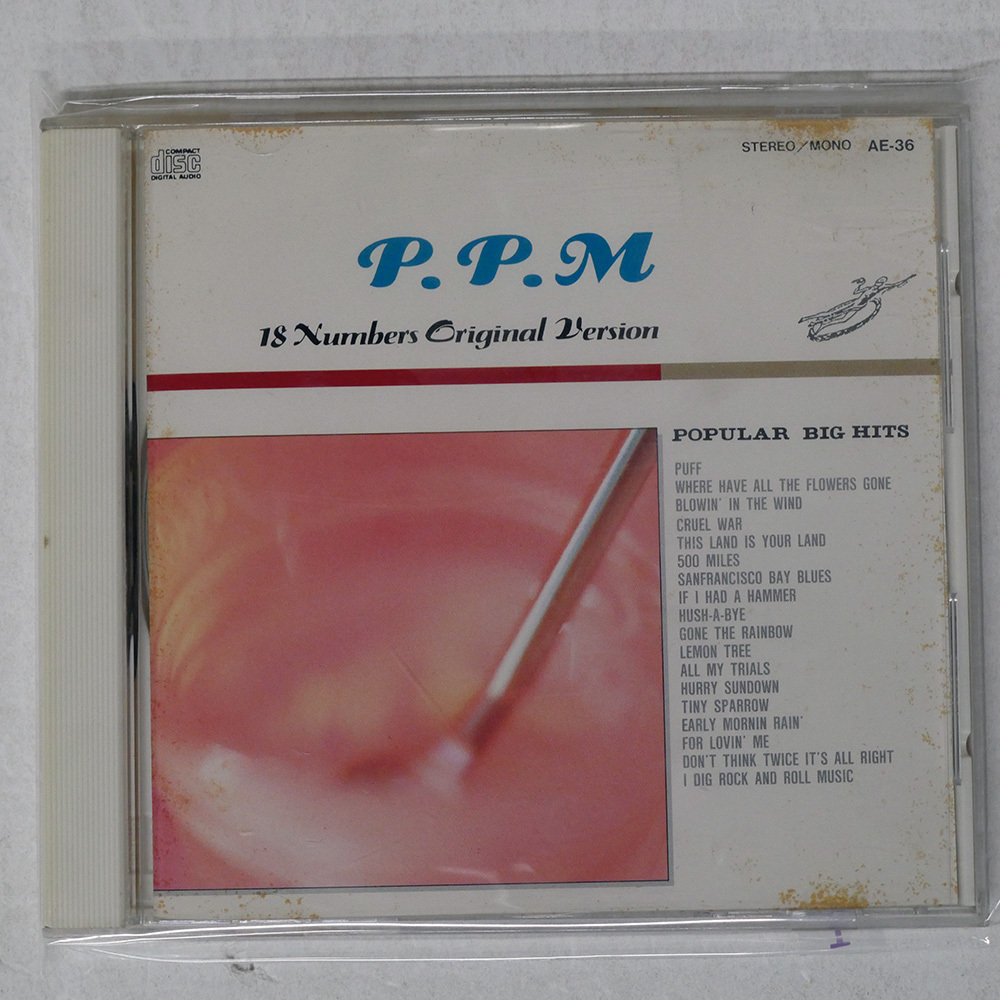 COMPACT
disc
DIGITAL AUDIO
STEREO/MONO AE-36
P.P.M
18 Numbers Original Version
POPULAR BIG HITS
PUFF
WHERE HAVE ALL THE FLOWERS GONE
BLOWIN' IN THE WIND
CRUEL WAR
THIS LAND IS YOUR LAND
500 MILES
SANFRANCISCO BAY BLUES
IF I HAD A HAMMER
HUSH-A-BYE
GONE THE RAINBOW
LEMON TREE
ALL MY TRIALS
HURRY SUNDOWN
TINY SPARROW
EARLY MORNIN RAIN'
FOR LOVIN' ME
DON'T THINK TWICE IT'S ALL RIGHT
I DIG ROCK AND ROLL MUSIC